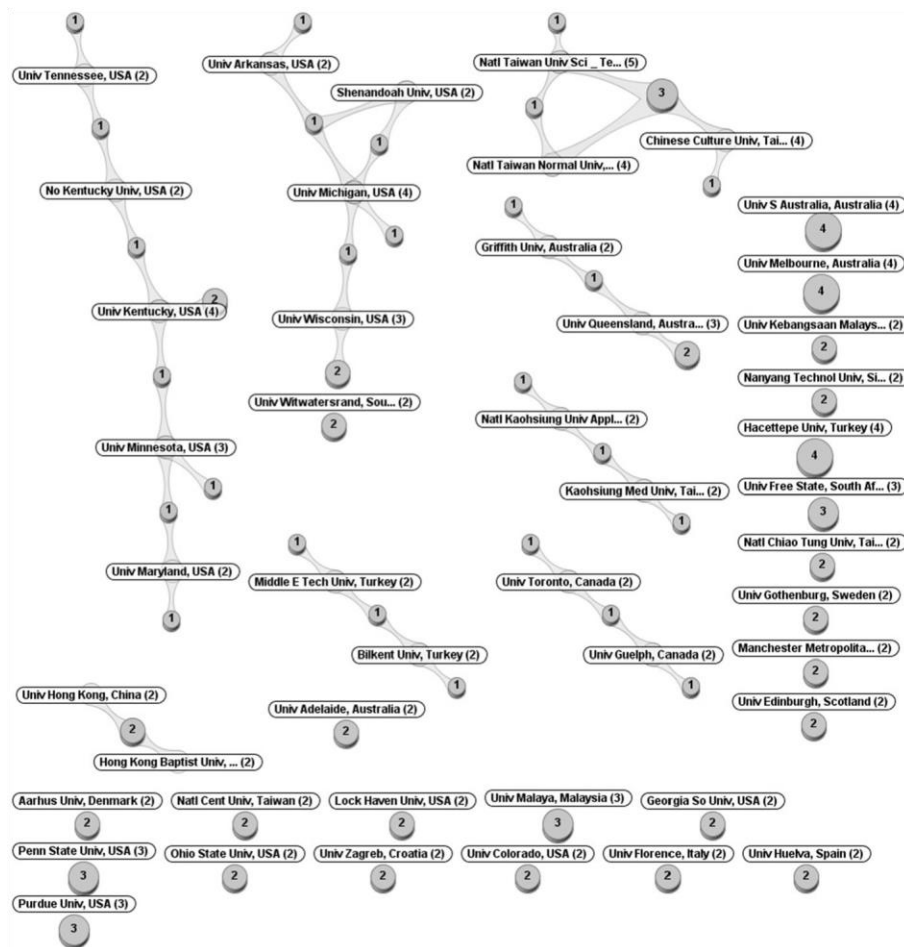 1
Univ Tennessee, USA (2)
1
No Kentucky Univ, USA (2)
1
2
Univ Kentucky, USA (4)
1
Univ Minnesota, USA (3)
1
1
Univ Maryland, USA (2)
1
1
Univ Arkansas, USA (2)
Shenandoah Univ, USA (2)
1
1
Univ Michigan, USA (4)
1
1
Univ Wisconsin, USA (3)
2
Univ Witwatersrand, Sou... (2)
2
1
Natl Taiwan Univ Sci _ Te... (5)
3
1
Chinese Culture Univ, Tai... (4)
Natl Taiwan Normal Univ,... (4)
1
1
Griffith Univ, Australia (2)
1
Univ Queensland, Austra... (3)
2
1
Natl Kaohsiung Univ Appl... (2)
1
Kaohsiung Med Univ, Tai... (2)
1
Univ S Australia, Australia (4)
4
Univ Melbourne, Australia (4)
4
Univ Kebangsaan Malays... (2)
2
Nanyang Technol Univ, Si... (2)
2
Hacettepe Univ, Turkey (4)
4
Univ Free State, South Af... (3)
3
Natl Chiao Tung Univ, Tai... (2)
2
Univ Gothenburg, Sweden (2)
2
Manchester Metropolita... (2)
2
Univ Edinburgh, Scotland (2)
2
1
Middle E Tech Univ, Turkey (2)
1
Bilkent Univ, Turkey (2)
1
1
Univ Toronto, Canada (2)
1
Univ Guelph, Canada (2)
1
Univ Hong Kong, China (2)
2
Hong Kong Baptist Univ, ... (2)
Univ Adelaide, Australia (2)
2
Aarhus Univ, Denmark (2)
2
Natl Cent Univ, Taiwan (2)
2
Lock Haven Univ, USA (2)
2
Univ Malaya, Malaysia (3)
3
Georgia So Univ, USA (2)
2
Penn State Univ, USA (3)
3
Ohio State Univ, USA (2)
2
Univ Zagreb, Croatia (2)
2
Univ Colorado, USA (2)
2
Univ Florence, Italy (2)
2
Univ Huelva, Spain (2)
2
Purdue Univ, USA (3)
3